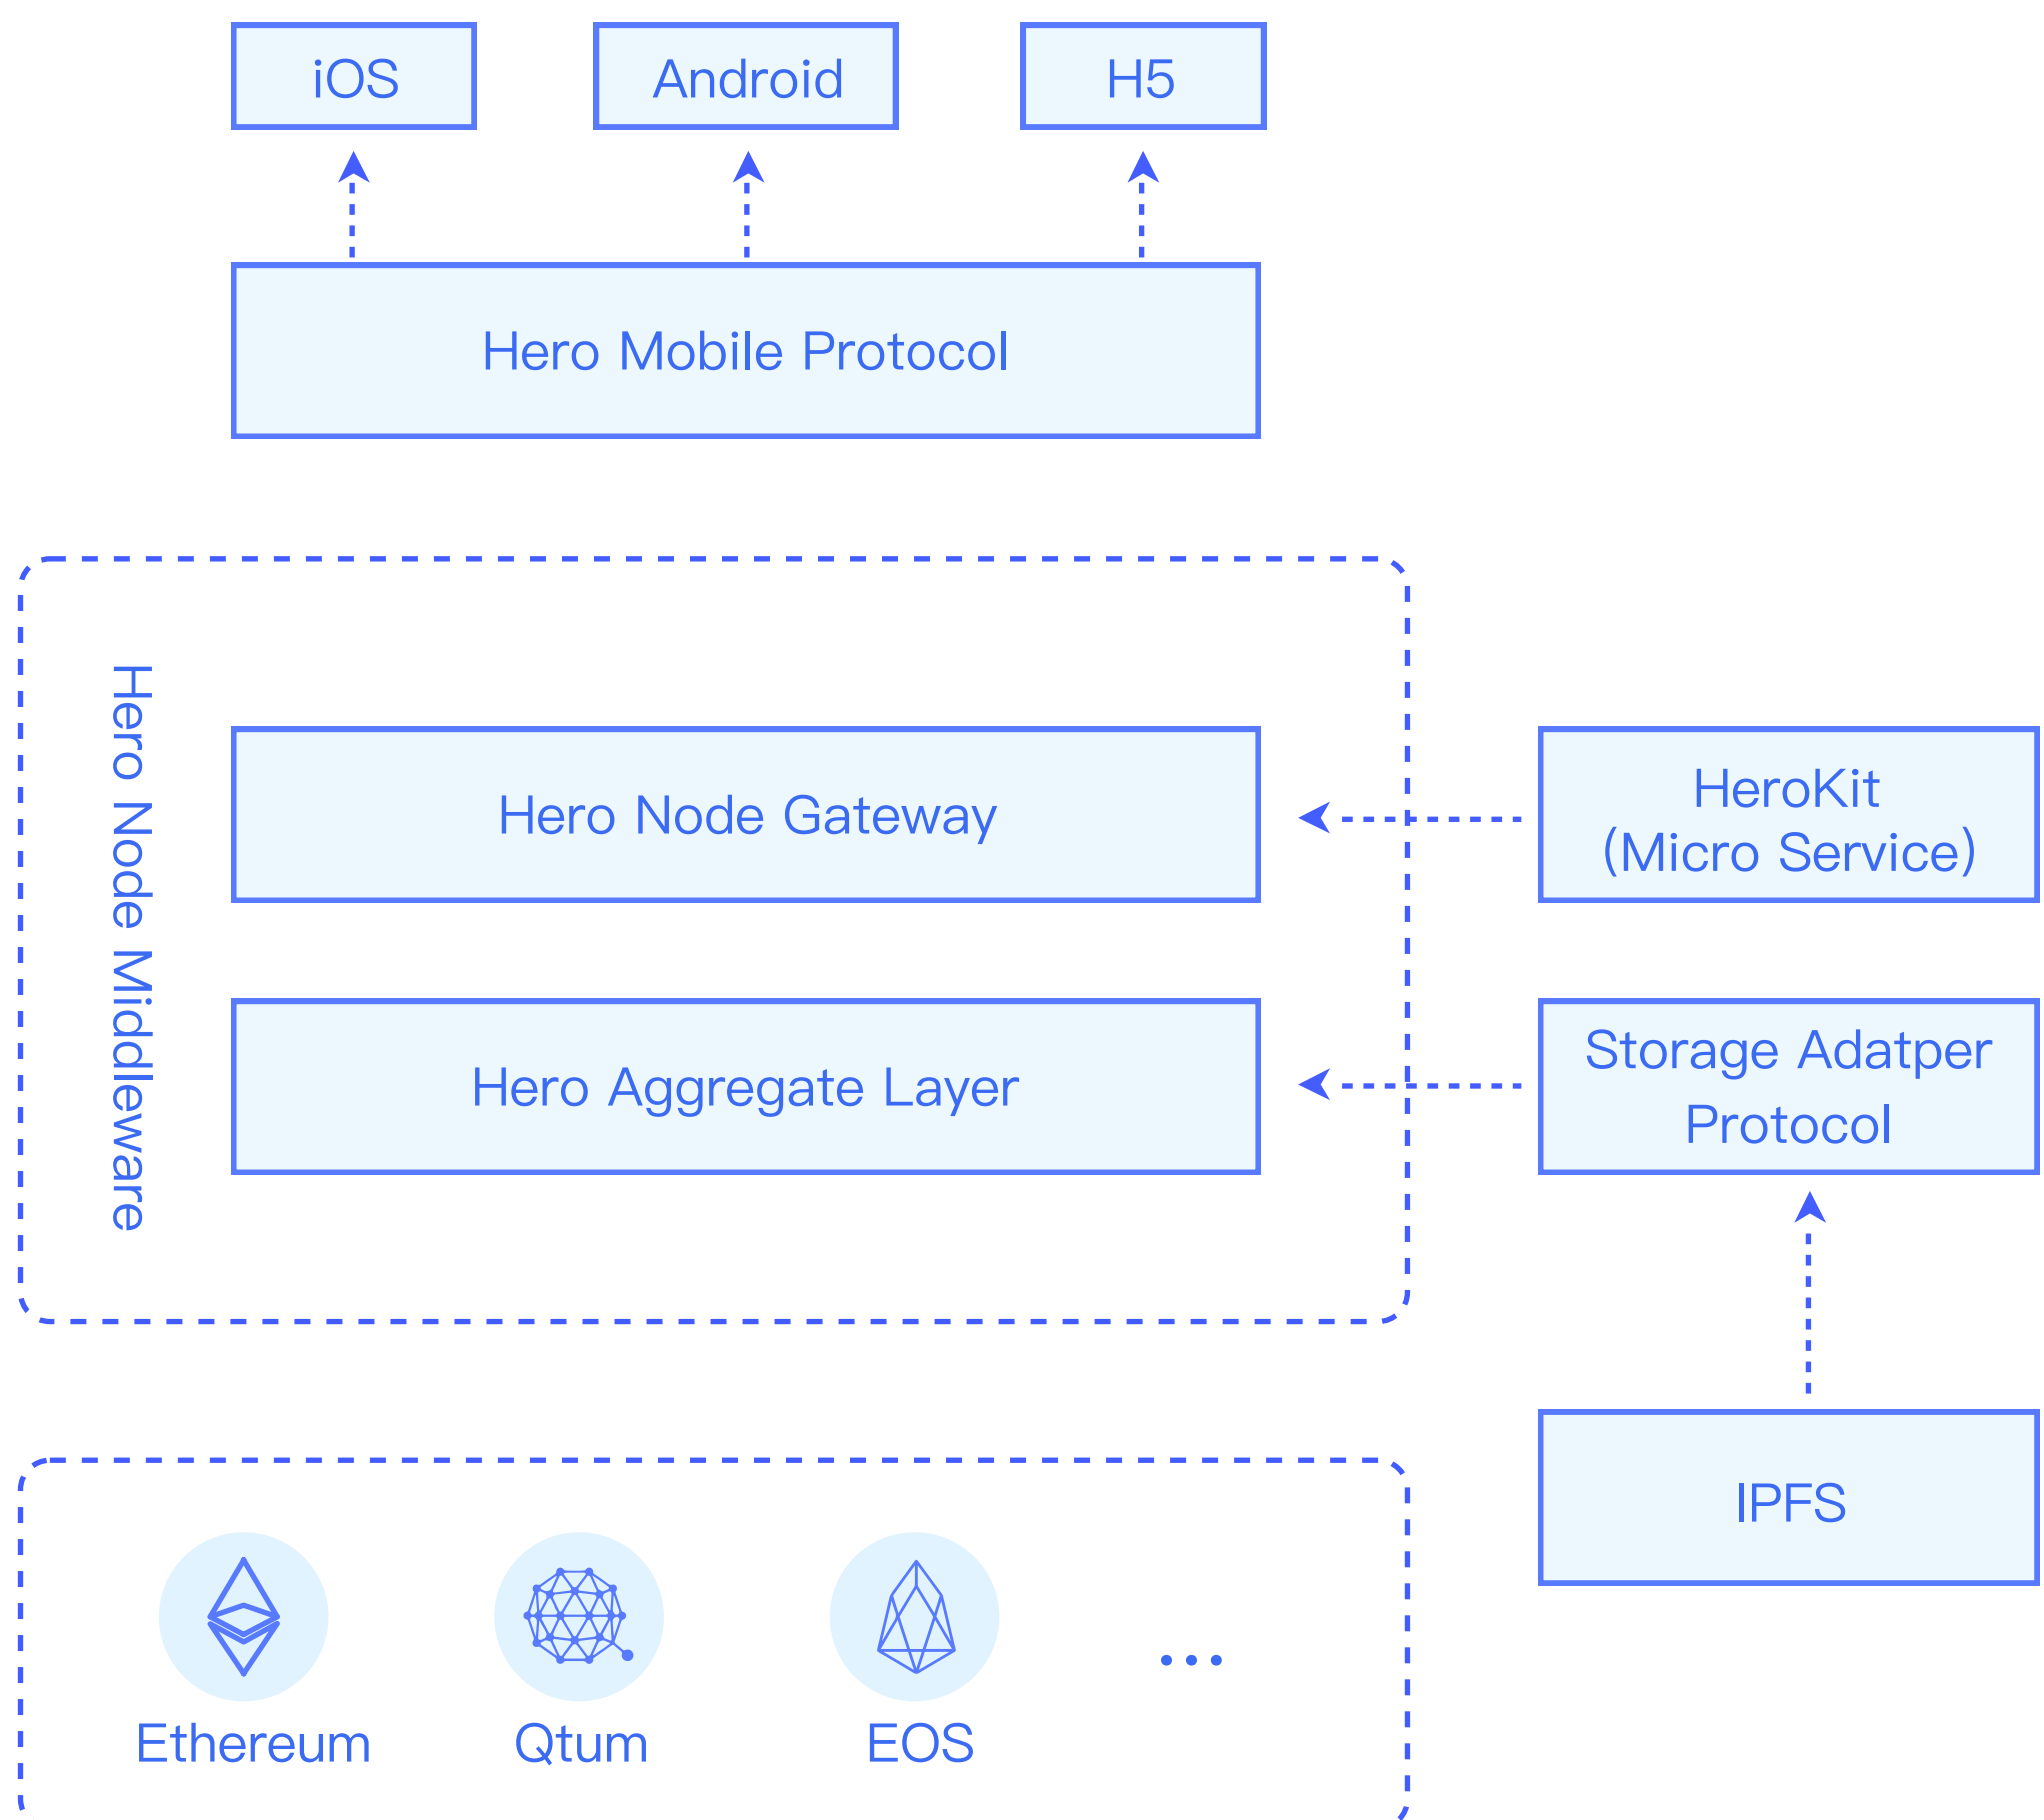 iOS
Android
H5
Hero Mobile Protocol
Hero Node Middleware
Hero Node Gateway
HeroKit
(Micro Service)
Hero Aggregate Layer
Storage Adatper
Protocol
IPFS
Ethereum
Qtum
EOS
...